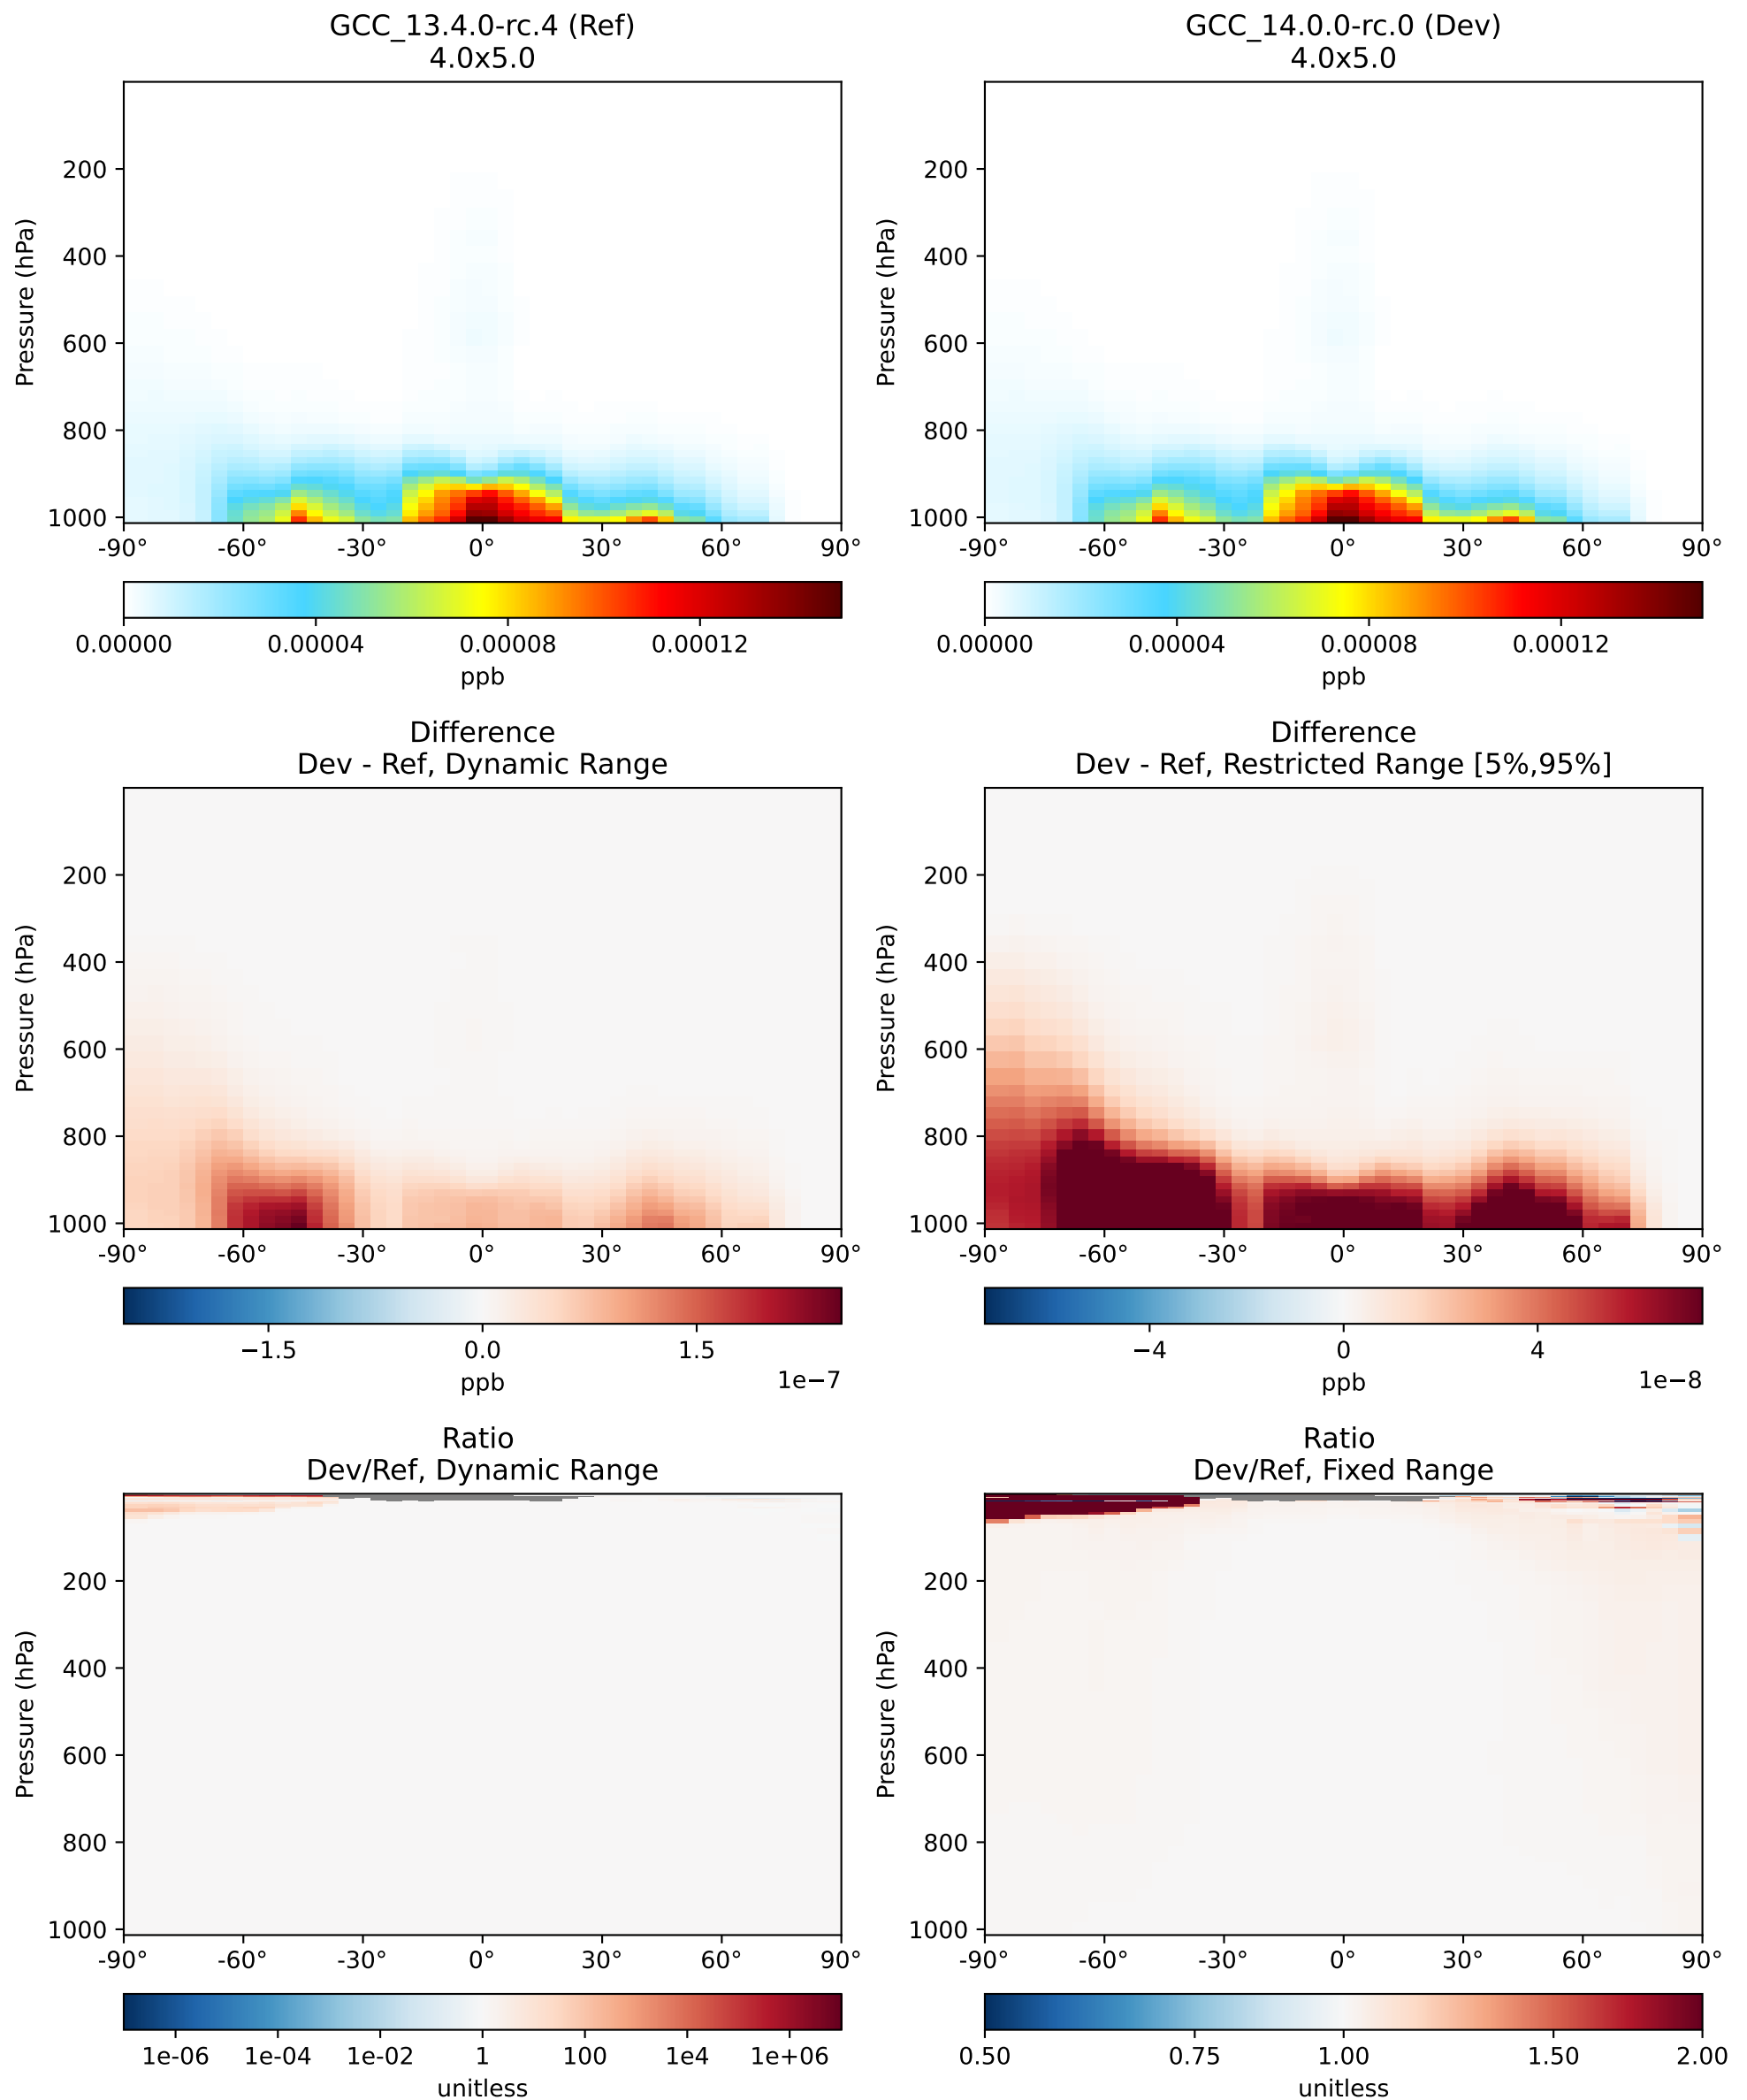 GCC_13.4.0-rc.4 (Ref)
4.0x5.0
Pressure (hPa)
200
400
600
800
1000
-90° -60° -30° 0° 30° 60° 90°
0.00000 0.00004 0.00008 0.00012
ppb
GCC_14.0.0-rc.0 (Dev)
4.0x5.0
Pressure (hPa)
200
400
600
800
1000
-90° -60° -30° 0° 30° 60° 90°
0.00000 0.00004 0.00008 0.00012
ppb
Difference
Dev - Ref, Dynamic Range
Pressure (hPa)
200
400
600
800
1000
-90° -60° -30° 0° 30° 60° 90°
−1.5 0.0 1.5
ppb 1e−7
Difference
Dev - Ref, Restricted Range [5%,95%]
Pressure (hPa)
200
400
600
800
1000
-90° -60° -30° 0° 30° 60° 90°
−4 0 4
ppb 1e−8
Ratio
Dev/Ref, Dynamic Range
Pressure (hPa)
200
400
600
800
1000
-90° -60° -30° 0° 30° 60° 90°
1e-06 1e-04 1e-02 1 100 1e+4 1e+06
unitless
Ratio
Dev/Ref, Fixed Range
Pressure (hPa)
200
400
600
800
1000
-90° -60° -30° 0° 30° 60° 90°
0.50 0.75 1.00 1.50 2.00
unitless